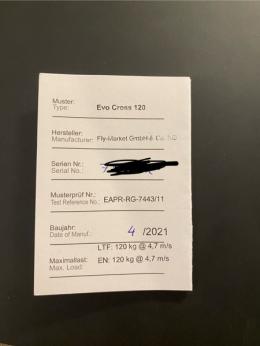 Muster:
Type: Evo Cross 120
Hersteller:
Manufacturer: Fly-Market GmbH & Co. KG
Serien Nr.:
Serial No.:
Musterprüf Nr.:
Test Reference No.: EAPR-RG-7443/11
Baujahr:
Date of Manuf.: 4 /2021
LTF: 120 kg @ 4,7 m/s
Maximallast: EN: 120 kg @ 4,7 m/s
Max. Load: